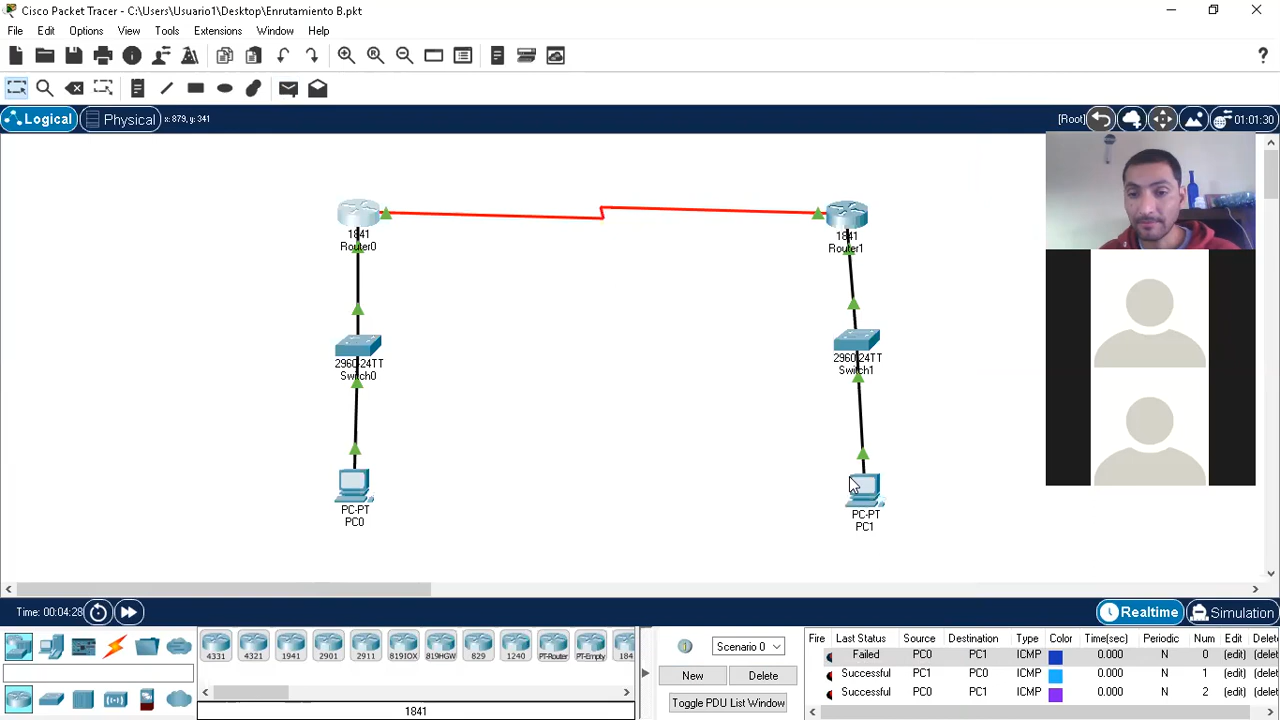 Cisco Packet Tracer - C:\Users\Usuario1\Desktop\Enrutamiento B.pkt
File Edit Options View Tools Extensions Window Help
Logical Physical x: 879, y: 341 [Root] 01:01:30
1841
Router0
1841
Router1
2960-24TT
Switch0
2960-24TT
Switch1
PC-PT
PC0
PC-PT
PC1
Time: 00:04:28 Realtime Simulation
4331 4321 1941 2901 2911 819IOX 819HGW 829 1240 PT-Router PT-Empty 184
1841
Scenario 0
New Delete
Toggle PDU List Window
Fire Last Status Source Destination Type Color Time(sec) Periodic Num Edit Delete
Failed PC0 PC1 ICMP 0.000 N 0 (edit) (delet
Successful PC1 PC0 ICMP 0.000 N 1 (edit) (delet
Successful PC0 PC1 ICMP 0.000 N 2 (edit) (delet